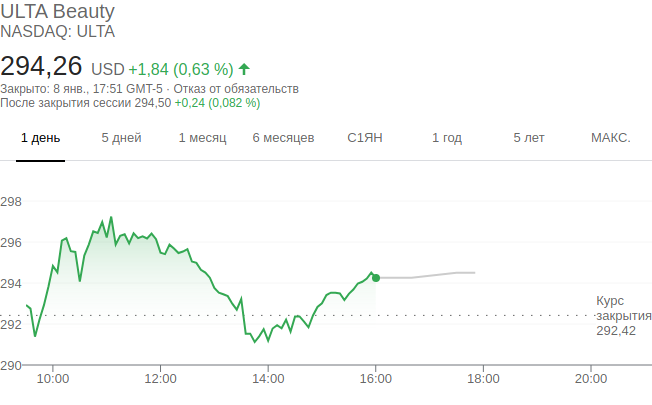 ULTA Beauty
NASDAQ: ULTA
294,26 USD +1,84 (0,63 %)
Закрыто: 8 янв., 17:51 GMT-5 · Отказ от обязательств
После закрытия сессии 294,50 +0,24 (0,082 %)
1 день 5 дней 1 месяц 6 месяцев С1ЯН 1 год 5 лет МАКС.
298
296
294
292
290
Курс
закрытия
292,42
10:00 12:00 14:00 16:00 18:00 20:00